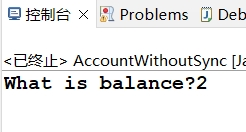 控制台 Problems Deb
<已终止> AccountWithoutSync [Ja
What is balance?2